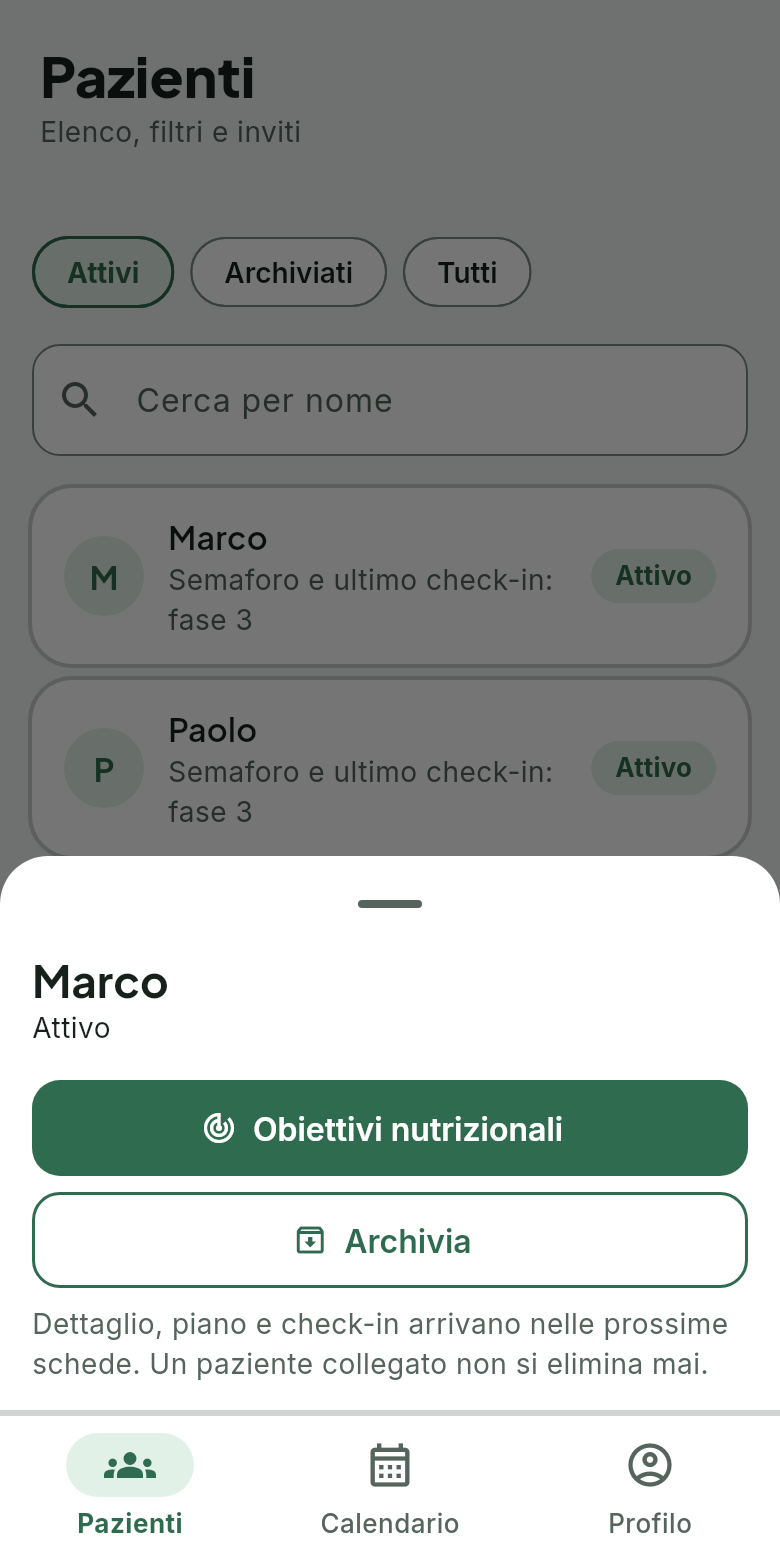 Pazienti
Elenco, filtri e inviti
Attivi
Archiviati
Tutti
Cerca per nome
M
Marco
Semaforo e ultimo check-in:
fase 3
Attivo
P
Paolo
Semaforo e ultimo check-in:
fase 3
Attivo
Marco
Attivo
Obiettivi nutrizionali
Archivia
Dettaglio, piano e check-in arrivano nelle prossime
schede. Un paziente collegato non si elimina mai.
Pazienti
Calendario
Profilo